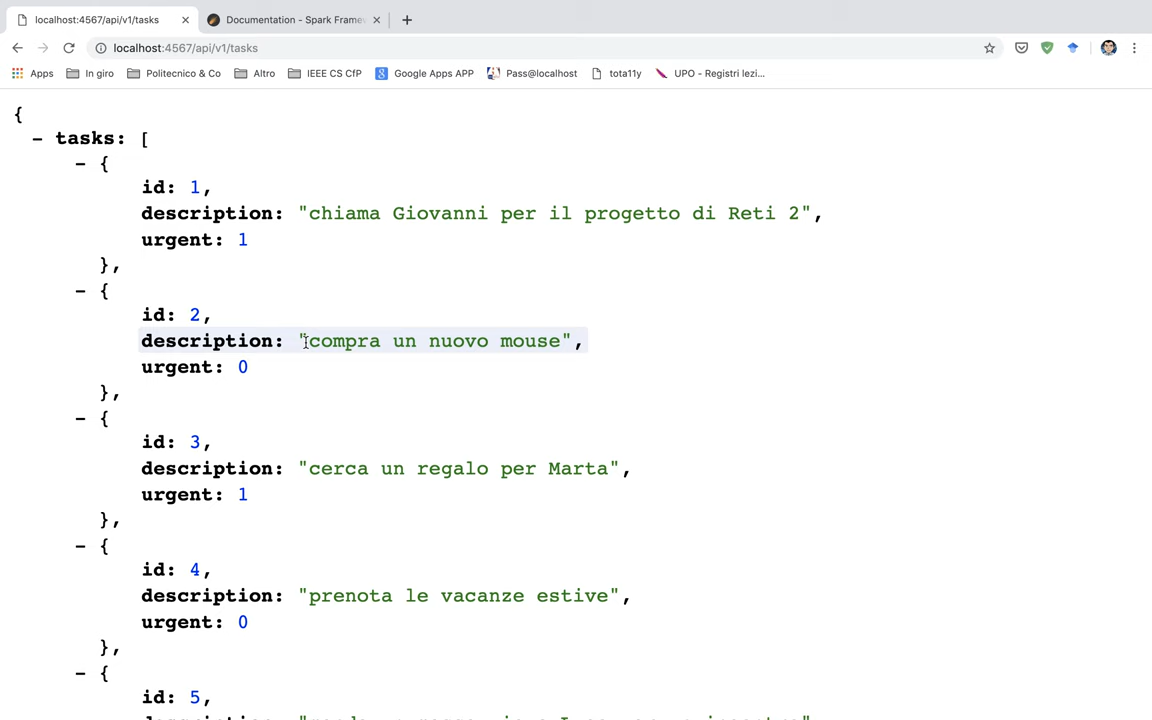 localhost:4567/api/v1/tasks
Documentation - Spark Frame
localhost:4567/api/v1/tasks
Apps In giro Politecnico & Co Altro IEEE CS CfP Google Apps APP Pass@localhost tota11y UPO - Registri lezi...
{
- tasks: [
- {
id: 1,
description: "chiama Giovanni per il progetto di Reti 2",
urgent: 1
},
- {
id: 2,
description: "compra un nuovo mouse",
urgent: 0
},
- {
id: 3,
description: "cerca un regalo per Marta",
urgent: 1
},
- {
id: 4,
description: "prenota le vacanze estive",
urgent: 0
},
- {
id: 5,